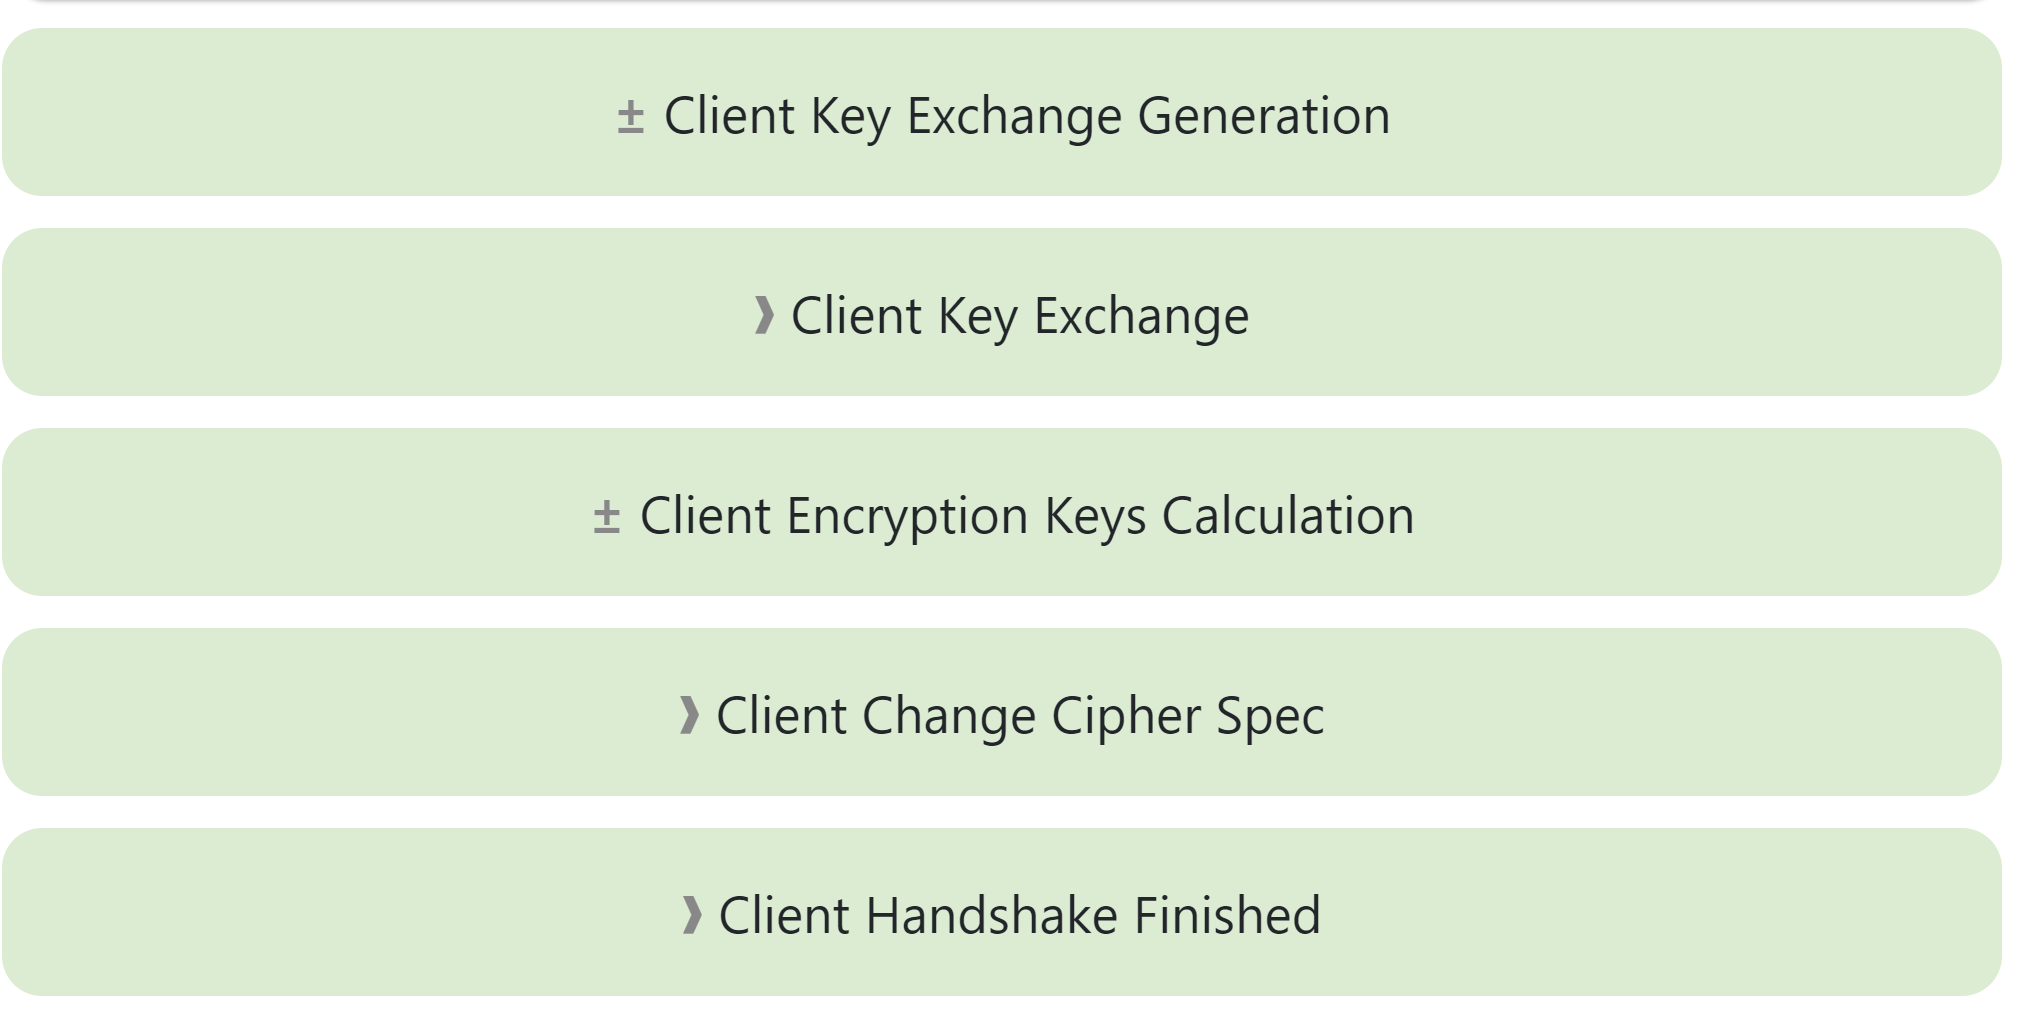 ± Client Key Exchange Generation
❱ Client Key Exchange
± Client Encryption Keys Calculation
❱ Client Change Cipher Spec
❱ Client Handshake Finished